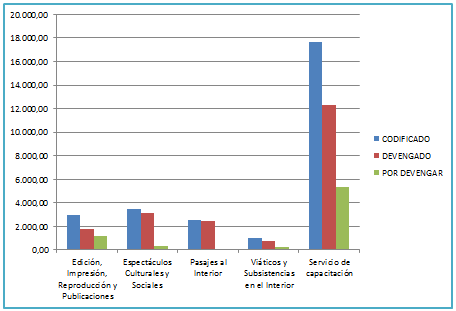 20.000,00
18.000,00
16.000,00
14.000,00
12.000,00
10.000,00
8.000,00
6.000,00
4.000,00
2.000,00
0,00
Edición,
Impresión,
Reproducción y
Publicaciones
Espectáculos
Culturales y
Sociales
Pasajes al
Interior
Viáticos y
Subsistencias
en el Interior
Servicio de
capacitación
CODIFICADO
DEVENGADO
POR DEVENGAR